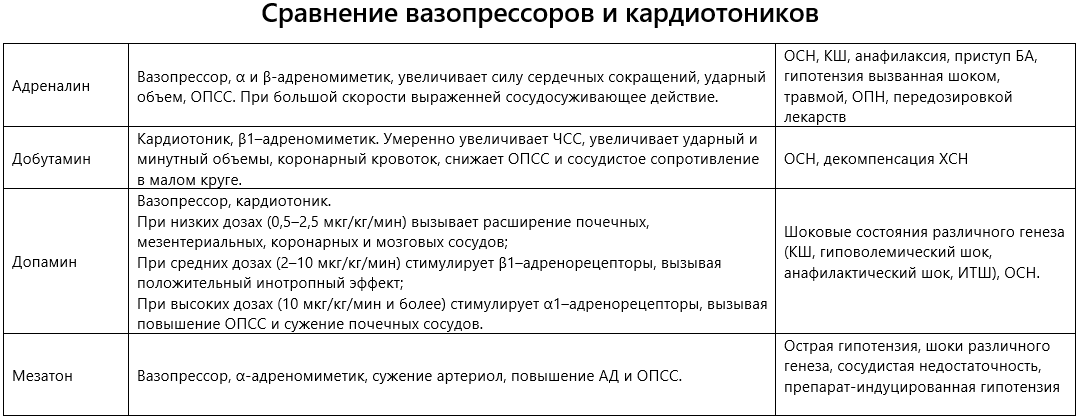 Сравнение вазопрессоров и кардиотоников
Адреналин
Вазопрессор, α и β-адреномиметик, увеличивает силу сердечных сокращений, ударный
объем, ОПСС. При большой скорости выраженней сосудосуживающее действие.
ОСН, КШ, анафилаксия, приступ БА,
гипотензия вызванная шоком,
травмой, ОПН, передозировкой
лекарств
Добутамин
Кардиотоник, β1–адреномиметик. Умеренно увеличивает ЧСС, увеличивает ударный и
минутный объемы, коронарный кровоток, снижает ОПСС и сосудистое сопротивление
в малом круге.
ОСН, декомпенсация ХСН
Допамин
Вазопрессор, кардиотоник.
При низких дозах (0,5–2,5 мкг/кг/мин) вызывает расширение почечных,
мезентериальных, коронарных и мозговых сосудов;
При средних дозах (2–10 мкг/кг/мин) стимулирует β1–адренорецепторы, вызывая
положительный инотропный эффект;
При высоких дозах (10 мкг/кг/мин и более) стимулирует α1–адренорецепторы, вызывая
повышение ОПСС и сужение почечных сосудов.
Шоковые состояния различного генеза
(КШ, гиповолемический шок,
анафилактический шок, ИТШ), ОСН.
Мезатон
Вазопрессор, α-адреномиметик, сужение артериол, повышение АД и ОПСС.
Острая гипотензия, шоки различного
генеза, сосудистая недостаточность,
препарат-индуцированная гипотензия